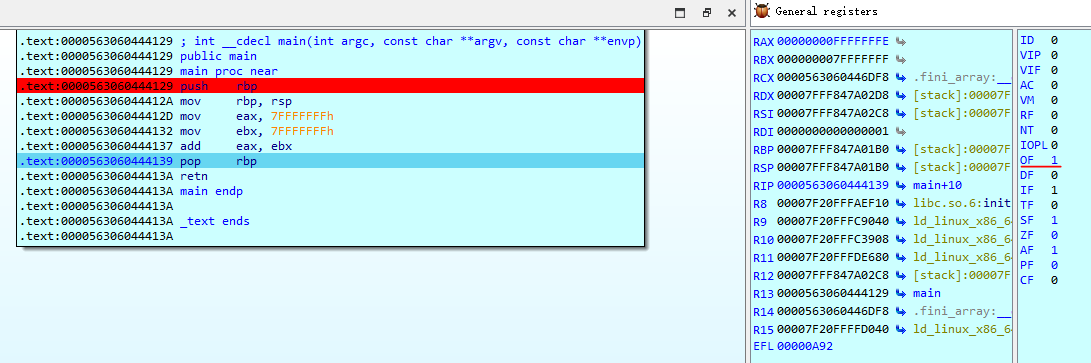 General registers
.text:0000563060444129 ; int __cdecl main(int argc, const char **argv, const char **envp)
.text:0000563060444129 public main
.text:0000563060444129 main proc near
.text:0000563060444129 push rbp
.text:000056306044412A mov rbp, rsp
.text:000056306044412D mov eax, 7FFFFFFFh
.text:0000563060444132 mov ebx, 7FFFFFFFh
.text:0000563060444137 add eax, ebx
.text:0000563060444139 pop rbp
.text:000056306044413A retn
.text:000056306044413A main endp
.text:000056306044413A
.text:000056306044413A _text ends
.text:000056306044413A
RAX 00000000FFFFFFFE
RBX 000000007FFFFFFF
RCX 0000563060446DF8 .fini_array:__
RDX 00007FFF847A02D8 [stack]:00007F
RSI 00007FFF847A02C8 [stack]:00007F
RDI 0000000000000001
RBP 00007FFF847A01B0 [stack]:00007F
RSP 00007FFF847A01B0 [stack]:00007F
RIP 0000563060444139 main+10
R8 00007F20FFFAEF10 libc.so.6:init
R9 00007F20FFFC9040 ld_linux_x86_6
R10 00007F20FFFC3908 ld_linux_x86_6
R11 00007F20FFFDE680 ld_linux_x86_6
R12 00007FFF847A02C8 [stack]:00007F
R13 0000563060444129 main
R14 0000563060446DF8 .fini_array:__
R15 00007F20FFFFD040 ld_linux_x86_6
EFL 00000A92
ID 0
VIP 0
VIF 0
AC 0
VM 0
RF 0
NT 0
IOPL 0
OF 1
DF 0
IF 1
TF 0
SF 1
ZF 0
AF 1
PF 0
CF 0